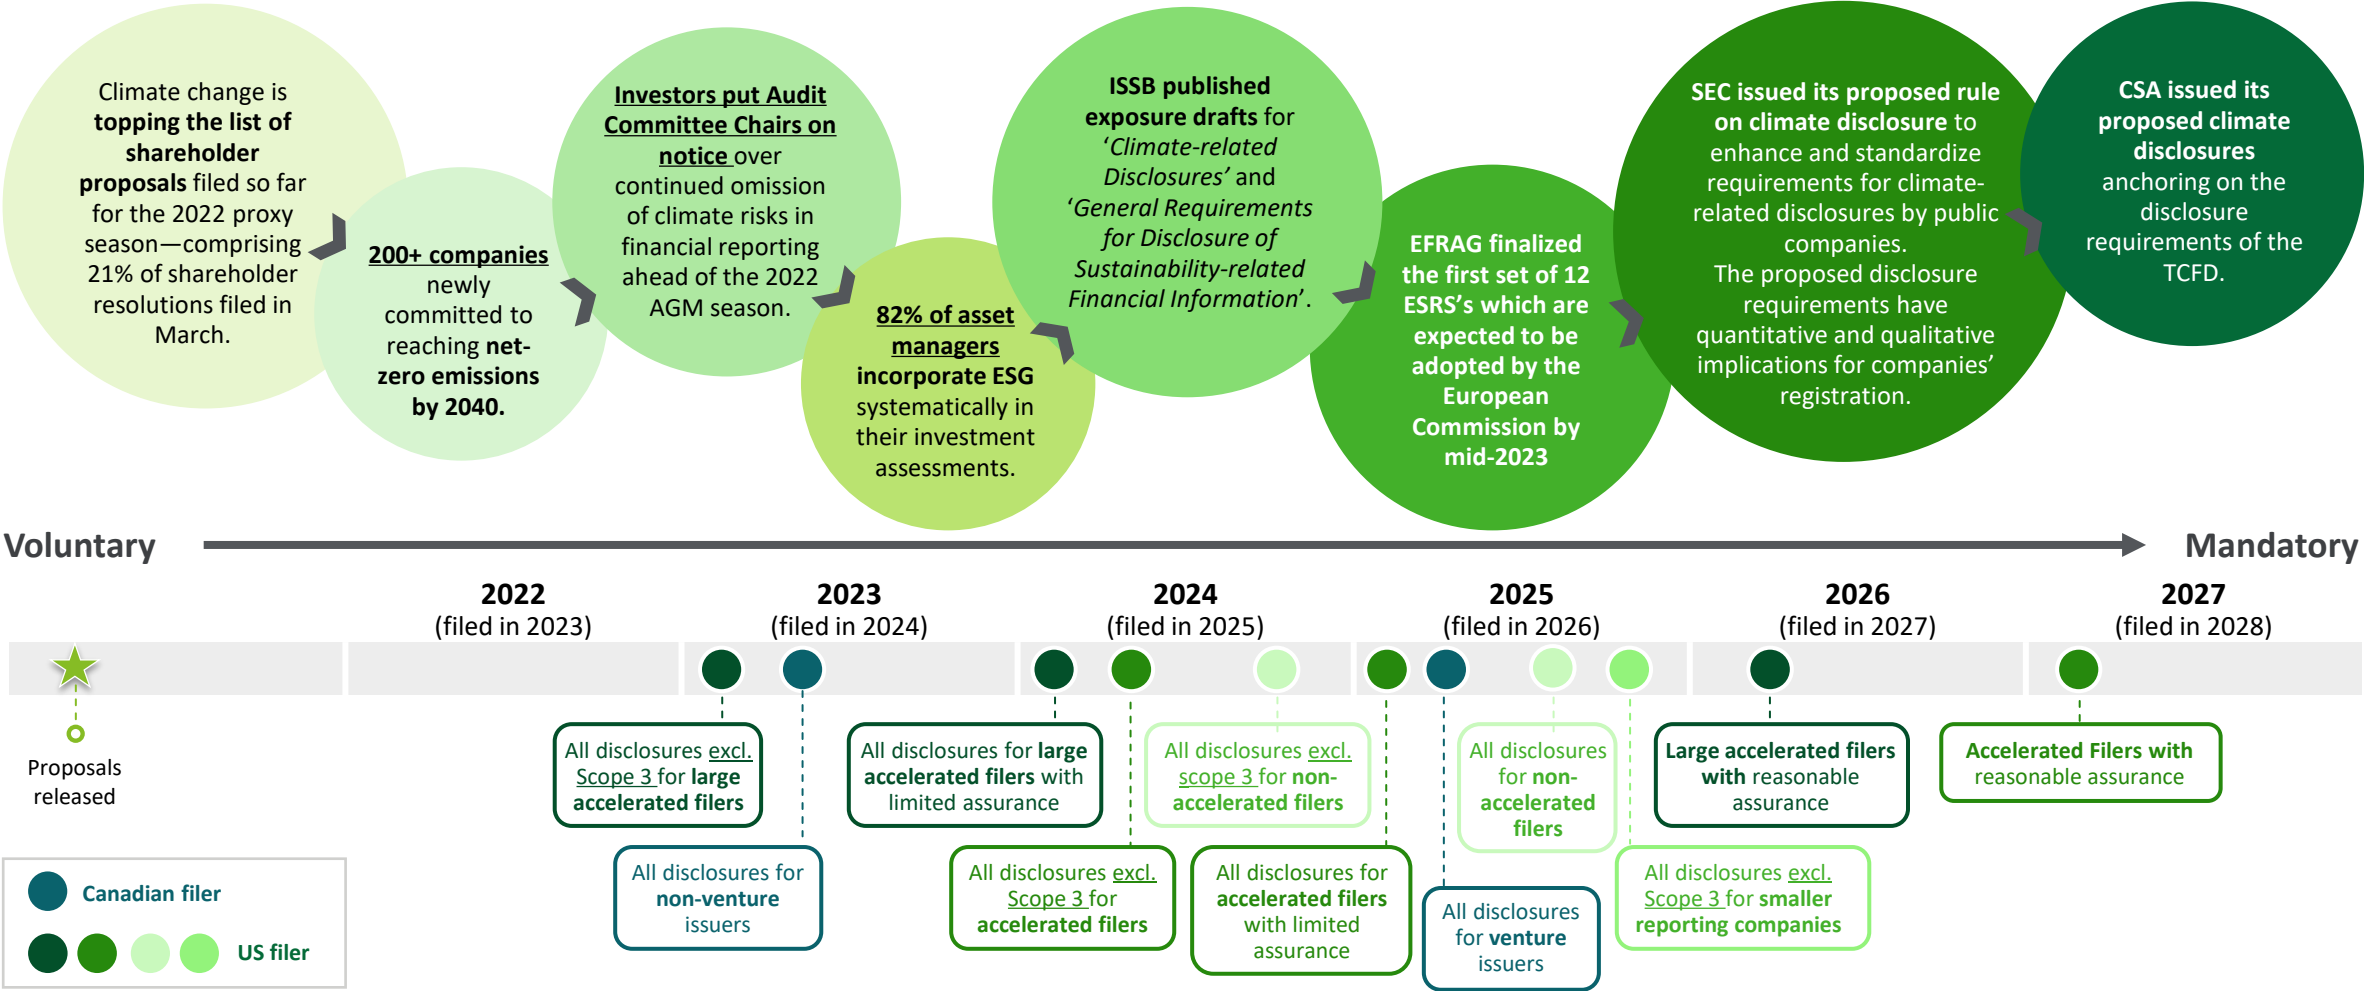 Climate change is
topping the list of
shareholder
proposals filed so far
for the 2022 proxy
season—comprising
21% of shareholder
resolutions filed in
March.
200+ companies
newly
committed to
reaching net-
zero emissions
by 2040.
Investors put Audit
Committee Chairs on
notice over
continued omission
of climate risks in
financial reporting
ahead of the 2022
AGM season.
82% of asset
managers
incorporate ESG
systematically in
their investment
assessments.
ISSB published
exposure drafts for
‘Climate-related
Disclosures’ and
‘General Requirements
for Disclosure of
Sustainability-related
Financial Information’.
EFRAG finalized
the first set of 12
ESRS’s which are
expected to be
adopted by the
European
Commission by
mid-2023
SEC issued its proposed rule
on climate disclosure to
enhance and standardize
requirements for climate-
related disclosures by public
companies.
The proposed disclosure
requirements have
quantitative and qualitative
implications for companies’
registration.
CSA issued its
proposed climate
disclosures
anchoring on the
disclosure
requirements of the
TCFD.
Voluntary
Mandatory
2022
(filed in 2023)
2023
(filed in 2024)
2024
(filed in 2025)
2025
(filed in 2026)
2026
(filed in 2027)
2027
(filed in 2028)
Proposals
released
All disclosures excl.
Scope 3 for large
accelerated filers
All disclosures for large
accelerated filers with
limited assurance
All disclosures excl.
scope 3 for non-
accelerated filers
All disclosures
for non-
accelerated
filers
Large accelerated filers
with reasonable
assurance
Accelerated Filers with
reasonable assurance
All disclosures for
non-venture
issuers
All disclosures excl.
Scope 3 for
accelerated filers
All disclosures for
accelerated filers
with limited
assurance
All disclosures
for venture
issuers
All disclosures excl.
Scope 3 for smaller
reporting companies
Canadian filer
US filer